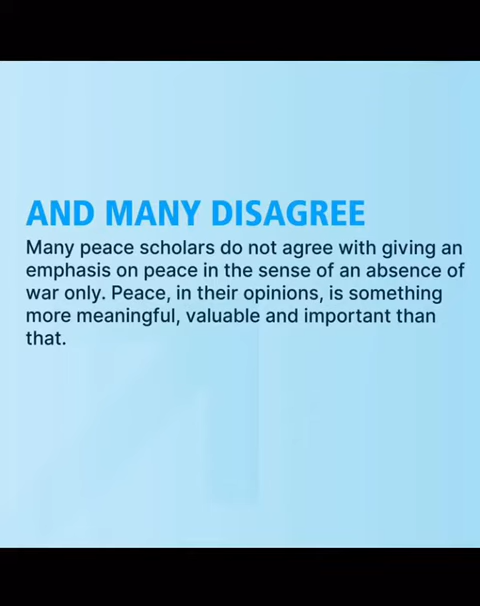 AND MANY DISAGREE
Many peace scholars do not agree with giving an
emphasis on peace in the sense of an absence of
war only. Peace, in their opinions, is something
more meaningful, valuable and important than
that.